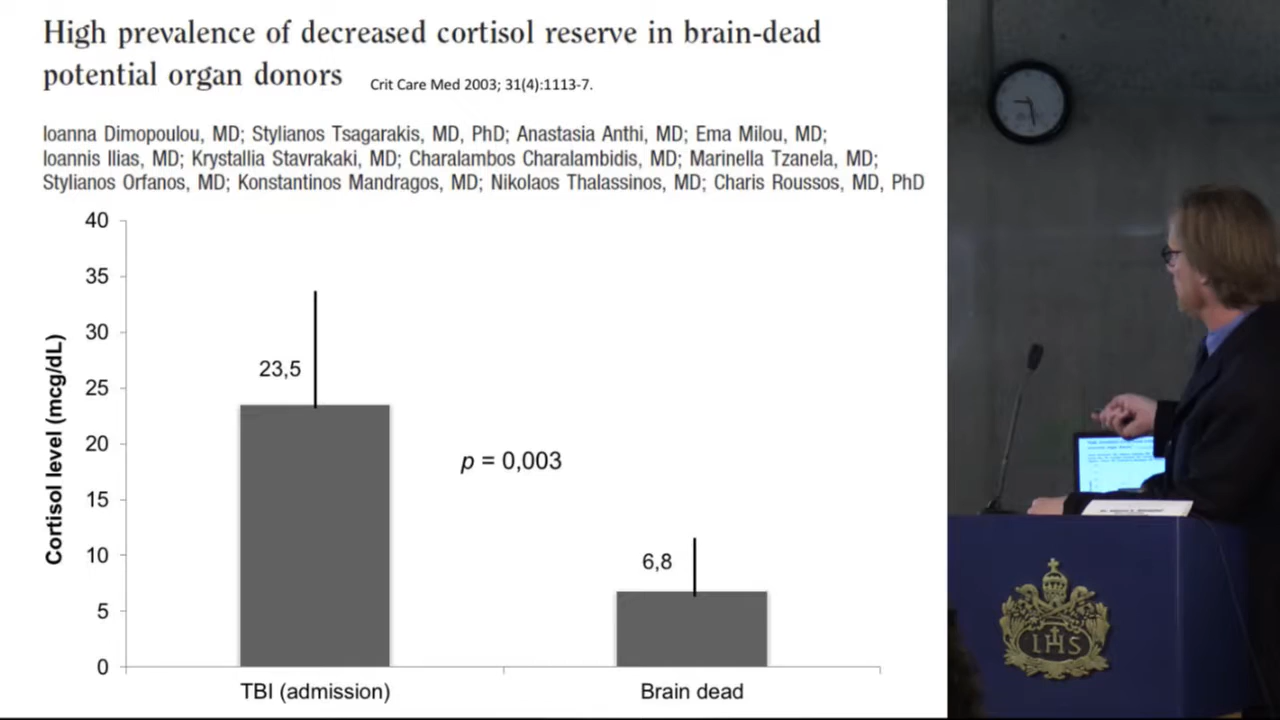 High prevalence of decreased cortisol reserve in brain-dead
potential organ donors
Crit Care Med 2003; 31(4):1113-7.
Ioanna Dimopoulou, MD; Stylianos Tsagarakis, MD, PhD; Anastasia Anthi, MD; Ema Milou, MD;
Ioannis Ilias, MD; Krystallia Stavrakaki, MD; Charalambos Charalambidis, MD; Marinella Tzanela, MD;
Stylianos Orfanos, MD; Konstantinos Mandragos, MD; Nikolaos Thalassinos, MD; Charis Roussos, MD, PhD
Cortisol level (mcg/dL)
40
35
30
25
20
15
10
5
0
23,5
p = 0,003
6,8
TBI (admission)
Brain dead
IHS